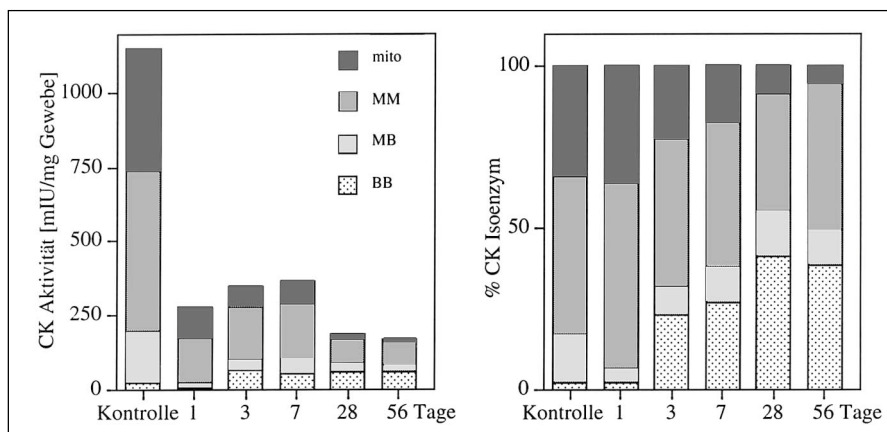 CK Aktivität [mIU/mg Gewebe]
1000
750
500
250
0
mito
MM
MB
BB
Kontrolle 1 3 7 28 56 Tage
% CK Isoenzym
100
50
0
Kontrolle 1 3 7 28 56 Tage